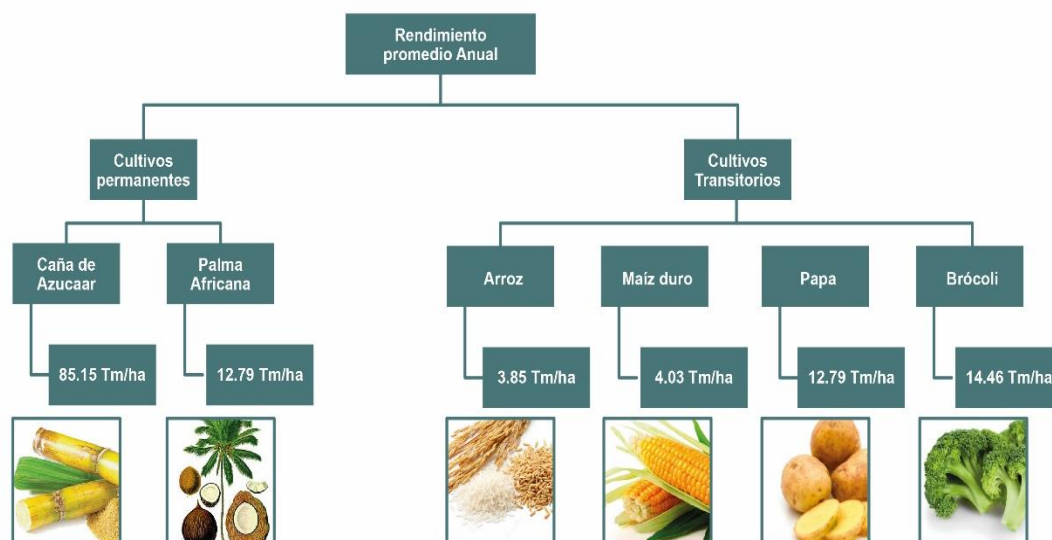 Rendimiento
promedio Anual
Cultivos
permanentes
Cultivos
Transitorios
Caña de
Azucaar
Palma
Africana
Arroz
Maíz duro
Papa
Brócoli
85.15 Tm/ha
12.79 Tm/ha
3.85 Tm/ha
4.03 Tm/ha
12.79 Tm/ha
14.46 Tm/ha